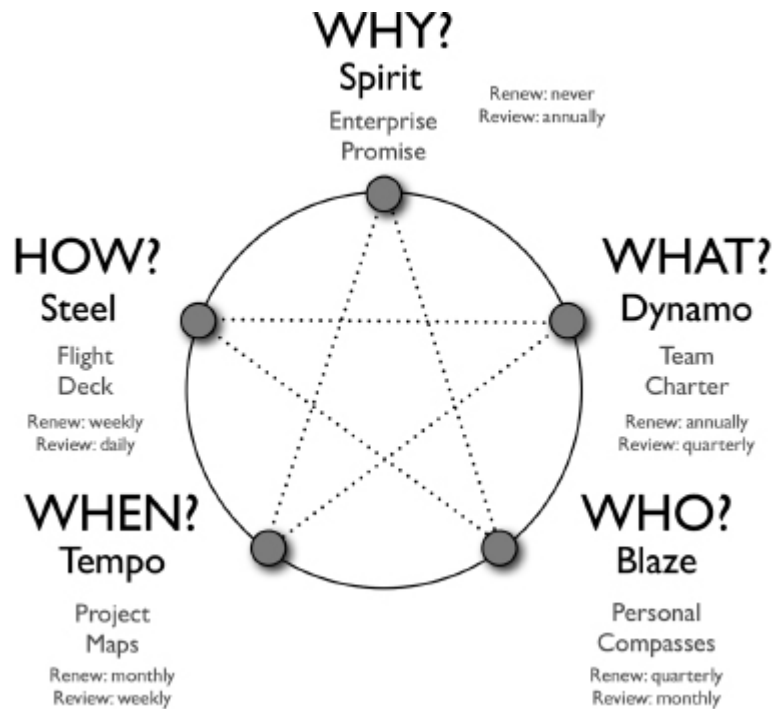 WHY?
Spirit
Enterprise
Promise
Renew: never
Review: annually
HOW?
Steel
Flight
Deck
Renew: weekly
Review: daily
WHAT?
Dynamo
Team
Charter
Renew: annually
Review: quarterly
WHEN?
Tempo
Project
Maps
Renew: monthly
Review: weekly
WHO?
Blaze
Personal
Compasses
Renew: quarterly
Review: monthly